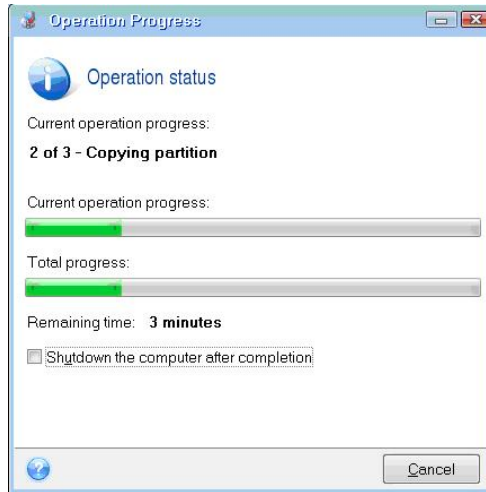 Operation Progress
Operation status
Current operation progress:
2 of 3 - Copying partition
Current operation progress:
Total progress:
Remaining time: 3 minutes
Shutdown the computer after completion
Cancel